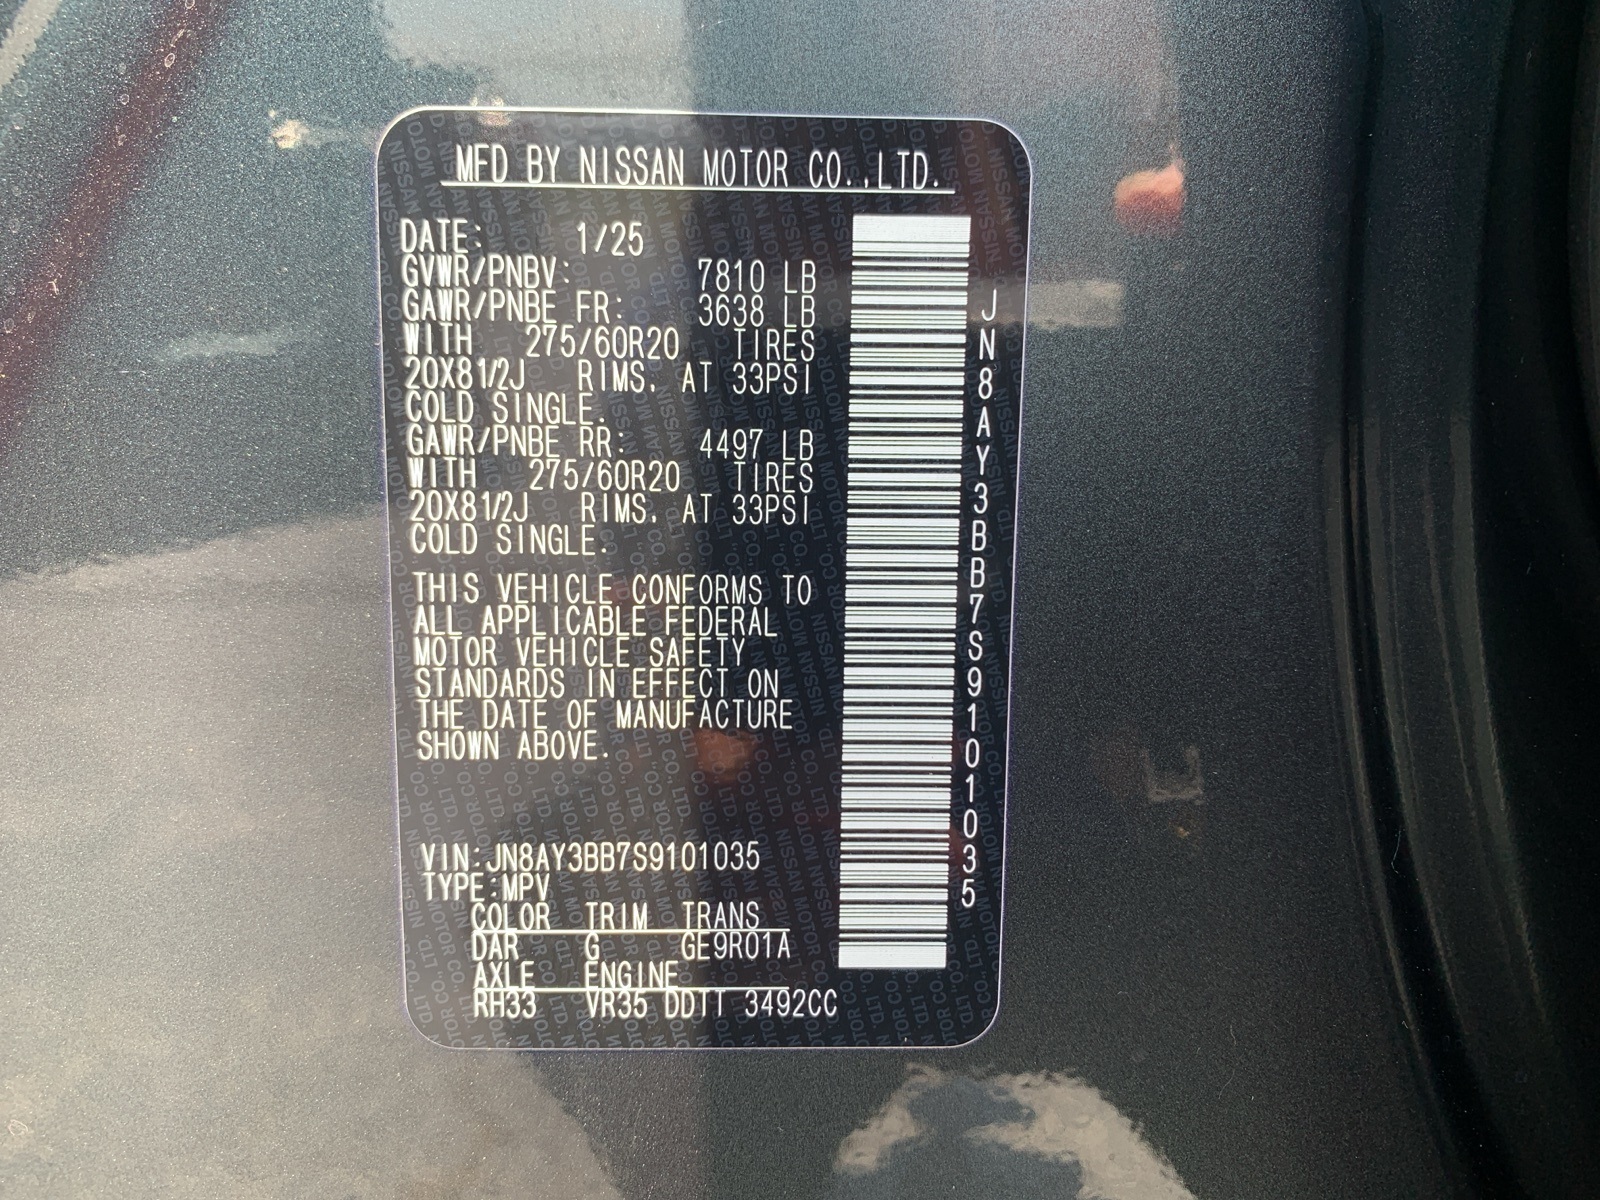 MFD BY NISSAN MOTOR CO.,LTD.
DATE: 1/25
GVWR/PNBV: 7810 LB
GAWR/PNBE FR: 3638 LB
WITH 275/60R20 TIRES
20X81/2J RIMS. AT 33PSI
COLD SINGLE.
GAWR/PNBE RR: 4497 LB
WITH 275/60R20 TIRES
20X81/2J RIMS. AT 33PSI
COLD SINGLE.
THIS VEHICLE CONFORMS TO
ALL APPLICABLE FEDERAL
MOTOR VEHICLE SAFETY
STANDARDS IN EFFECT ON
THE DATE OF MANUFACTURE
SHOWN ABOVE.
VIN:JN8AY3BB7S9101035
TYPE:MPV
COLOR TRIM TRANS
DAR G GE9R01A
AXLE ENGINE
RH33 VR35 DDTT 3492CC
JN8AY3BB7S9101035